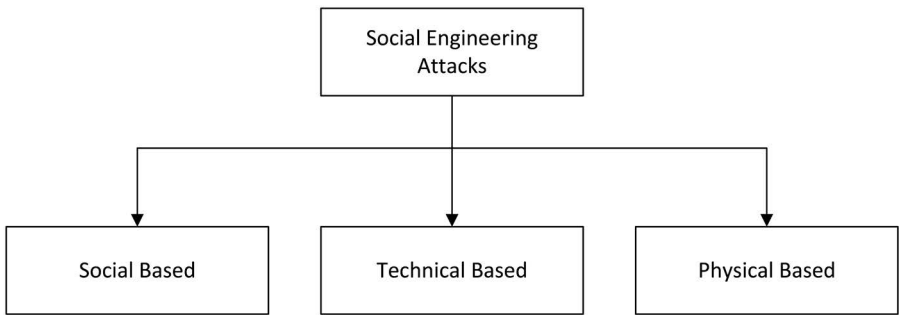 Social Engineering
Attacks
Social Based
Technical Based
Physical Based